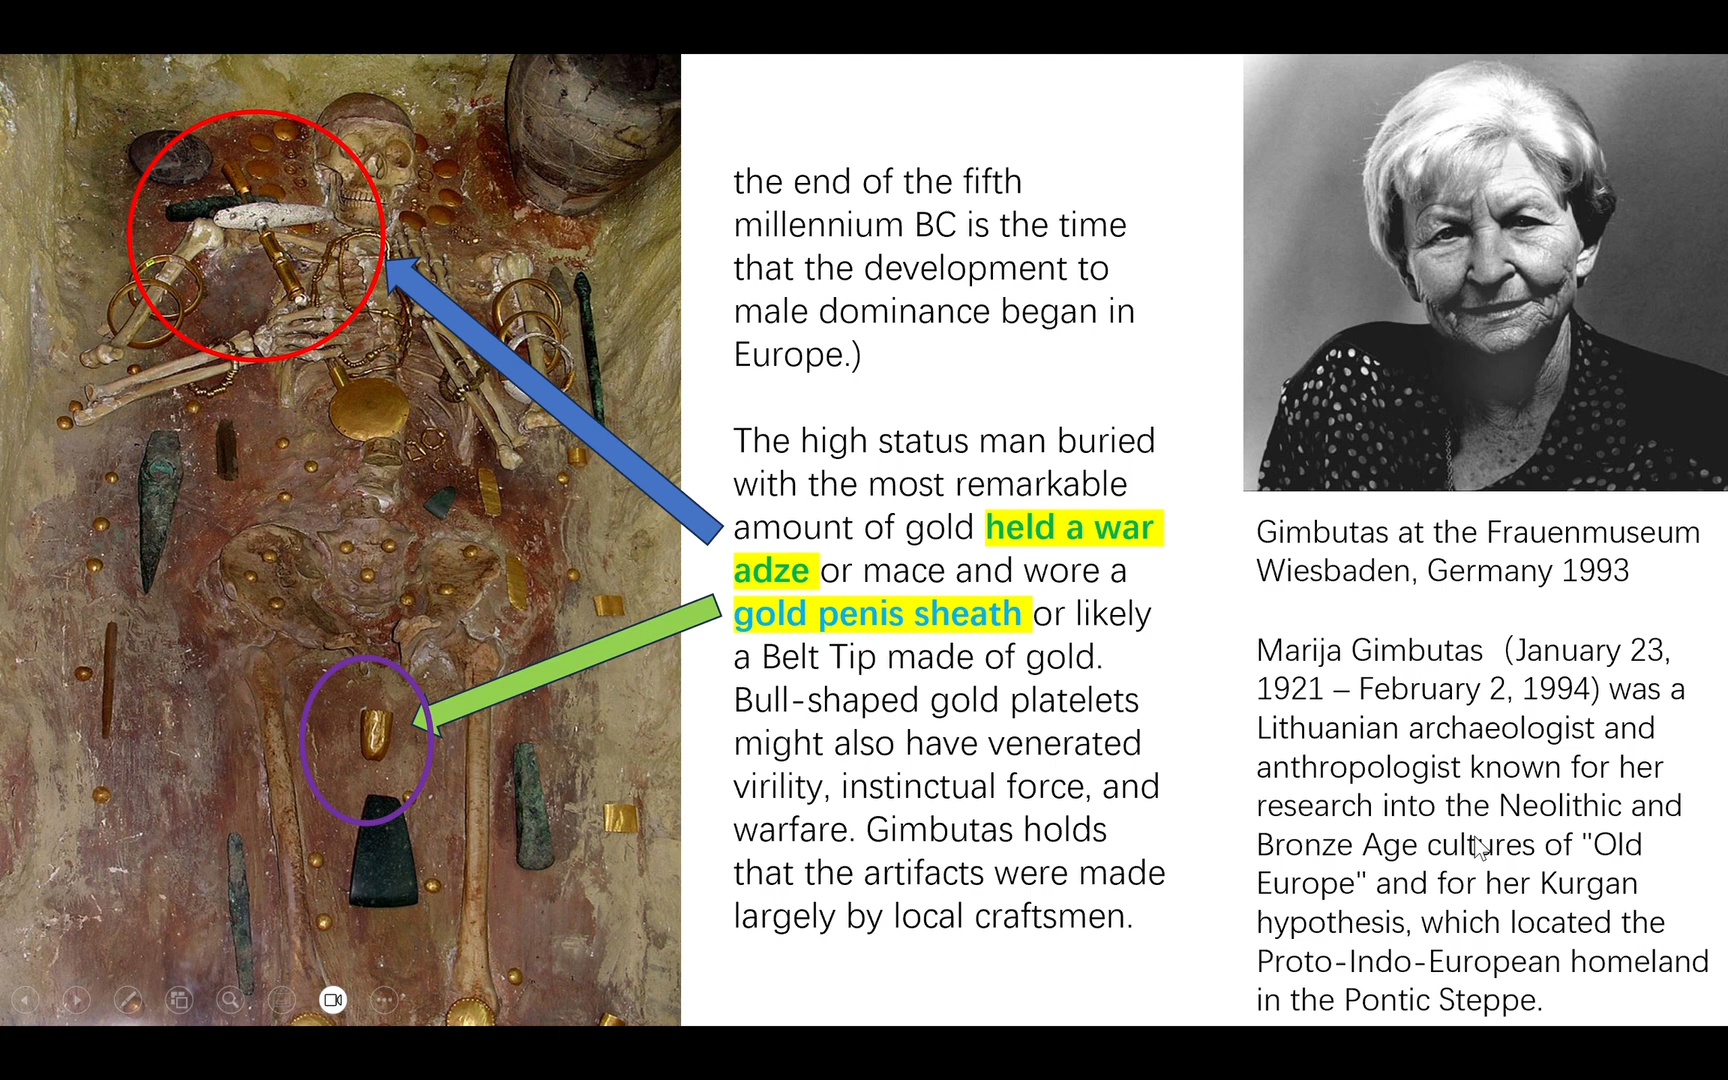 the end of the fifth
millennium BC is the time
that the development to
male dominance began in
Europe.)
The high status man buried
with the most remarkable
amount of gold held a war
adze or mace and wore a
gold penis sheath or likely
a Belt Tip made of gold.
Bull-shaped gold platelets
might also have venerated
virility, instinctual force, and
warfare. Gimbutas holds
that the artifacts were made
largely by local craftsmen.
Gimbutas at the Frauenmuseum
Wiesbaden, Germany 1993
Marija Gimbutas（January 23,
1921 – February 2, 1994) was a
Lithuanian archaeologist and
anthropologist known for her
research into the Neolithic and
Bronze Age cultures of "Old
Europe" and for her Kurgan
hypothesis, which located the
Proto-Indo-European homeland
in the Pontic Steppe.